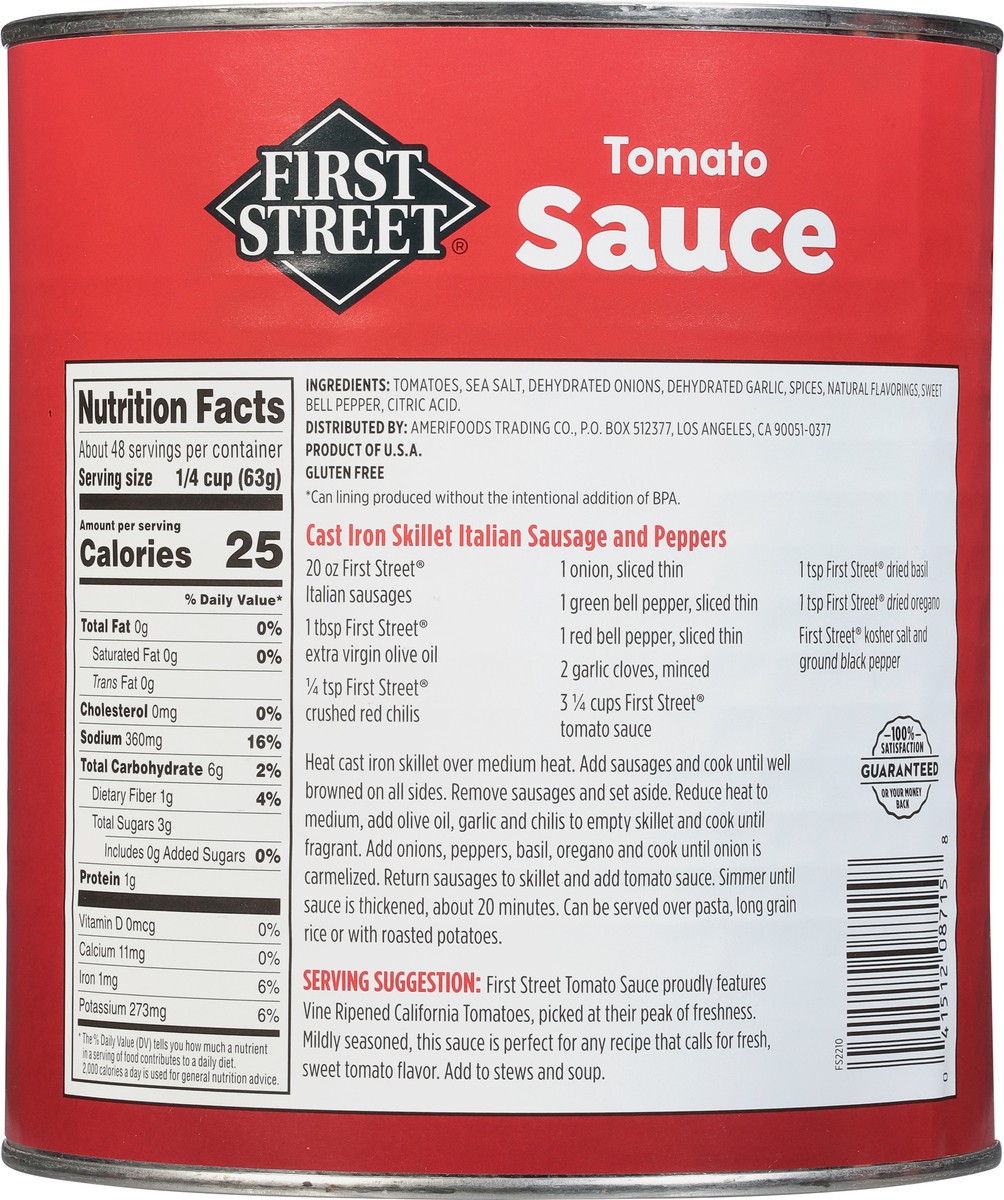 FIRST
STREET®
Tomato
Sauce
Nutrition Facts
About 48 servings per container
Serving size 1/4 cup (63g)
Amount per serving
Calories 25
% Daily Value*
Total Fat 0g 0%
Saturated Fat 0g 0%
Trans Fat 0g
Cholesterol 0mg 0%
Sodium 360mg 16%
Total Carbohydrate 6g 2%
Dietary Fiber 1g 4%
Total Sugars 3g
Includes 0g Added Sugars 0%
Protein 1g
Vitamin D 0mcg 0%
Calcium 11mg 0%
Iron 1mg 6%
Potassium 273mg 6%
* The % Daily Value (DV) tells you how much a nutrient
in a serving of food contributes to a daily diet.
2,000 calories a day is used for general nutrition advice.
INGREDIENTS: TOMATOES, SEA SALT, DEHYDRATED ONIONS, DEHYDRATED GARLIC, SPICES, NATURAL FLAVORINGS, SWEET
BELL PEPPER, CITRIC ACID.
DISTRIBUTED BY: AMERIFOODS TRADING CO., P.O. BOX 512377, LOS ANGELES, CA 90051-0377
PRODUCT OF U.S.A.
GLUTEN FREE
*Can lining produced without the intentional addition of BPA.
Cast Iron Skillet Italian Sausage and Peppers
20 oz First Street®
Italian sausages
1 tbsp First Street®
extra virgin olive oil
¼ tsp First Street®
crushed red chilis
1 onion, sliced thin
1 green bell pepper, sliced thin
1 red bell pepper, sliced thin
2 garlic cloves, minced
3 ¼ cups First Street®
tomato sauce
1 tsp First Street® dried basil
1 tsp First Street® dried oregano
First Street® kosher salt and
ground black pepper
Heat cast iron skillet over medium heat. Add sausages and cook until well
browned on all sides. Remove sausages and set aside. Reduce heat to
medium, add olive oil, garlic and chilis to empty skillet and cook until
fragrant. Add onions, peppers, basil, oregano and cook until onion is
carmelized. Return sausages to skillet and add tomato sauce. Simmer until
sauce is thickened, about 20 minutes. Can be served over pasta, long grain
rice or with roasted potatoes.
SERVING SUGGESTION: First Street Tomato Sauce proudly features
Vine Ripened California Tomatoes, picked at their peak of freshness.
Mildly seasoned, this sauce is perfect for any recipe that calls for fresh,
sweet tomato flavor. Add to stews and soup.
-100%-
SATISFACTION
GUARANTEED
OR YOUR MONEY
BACK
FS2210
0 41512 08715 8